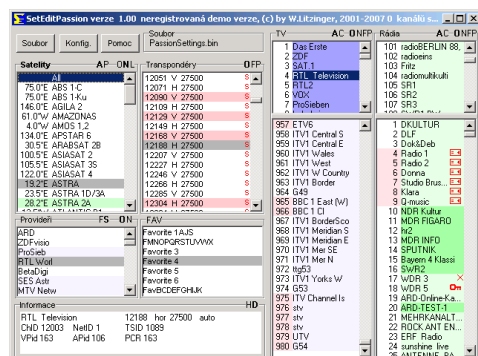 SetEditPassion verze 1.00 neregistrovaná demo verze, (c) by W.Litzinger, 2001-2007 0 kanálů s...
Soubor Konfig. Pomoc
Soubor
PassionSettings.bin
Satelity AP ONL
All
75.0°E ABS 1-C
75.0°E ABS 1-Ku
146.0°E AGILA 2
61.0°W AMAZONAS
4.0°W AMOS 1,2
134.0°E APSTAR 6
30.5°E ARABSAT 2B
100.5°E ASIASAT 2
105.5°E ASIASAT 3S
122.0°E ASIASAT 4
19.2°E ASTRA
23.5°E ASTRA 1D/3A
28.2°E ASTRA 2A
Transpondéry OFP
12051 V 27500 S
12071 H 27500 S
12090 V 27500 S
12109 H 27500 S
12129 V 27500 S
12149 H 27500 S
12168 V 27500 S
12188 H 27500 S
12207 V 27500 S
12227 H 27500 S
12246 V 27500 S
12266 H 27500 S
12285 V 27500 S
12304 H 27500 S
Provideři FS ON
ARD
ZDFvisio
ProSieb
RTL Worl
BetaDigi
SES Astr
MTV Netw
FAV
Favorite 1AJS
FMNOPQRSTUVWX
Favorite 3
Favorite 4
Favorite 5
Favorite 6
FavBCDEFGHIJK
Informace HD
RTL Television 12188 hor 27500 auto
CHD 12003 NetID 1 TSID 1089
VPid 163 APid 106 PCR 163
TV AC ONFP
1 Das Erste
2 ZDF
3 SAT.1
4 RTL Television
5 RTL2
6 VOX
7 ProSieben
957 ETV6
958 ITV1 Central S
959 ITV1 Central E
960 ITV1 Wales
961 ITV1 West
962 ITV1 W Country
963 ITV1 Border
964 G49
965 BBC 1 East (W)
966 BBC 1 CI
967 ITV1 BorderSco
968 ITV1 Meridian S
969 ITV1 Meridian E
970 ITV1 Mer SE
971 ITV1 Mer N
972 ttg53
973 ITV1 Yorks W
974 G53
975 ITV Channel Is
976 stv
977 stv
978 stv
979 UTV
980 G54
Rádia AC ONFP
101 radioBERLIN 88,
102 radioeins
103 Fritz
104 radiomultikulti
105 SR1
106 SR2
107 SR3
1 DKULTUR
2 DLF
3 Dok&Deb
4 Radio 1
5 Radio 2
6 Donna
7 Studio Brus...
8 Klara
9 Q-music
10 NDR Kultur
11 MDR FIGARO
12 hr2
13 MDR INFO
14 SPUTNIK
15 Bayern 4 Klassi
16 SWR2
17 WDR 3
18 WDR 5
19 ARD-Online-Ka...
20 ARD-TEST-1
21 MEHRKANALT...
22 ROCK ANT EN...
23 ERF Radio
24 sunshine live